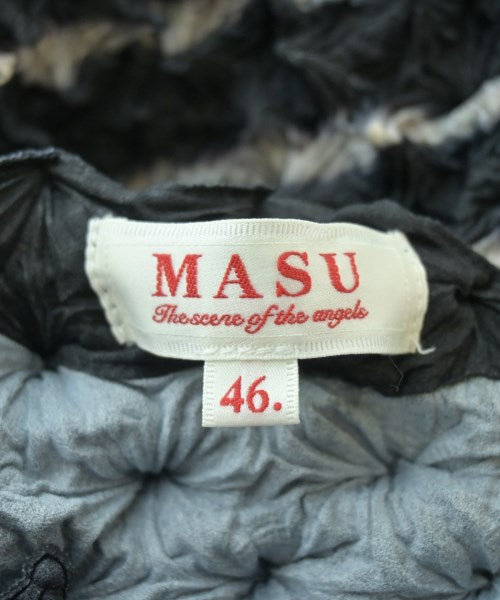 MASU
The scene of the angels
46.